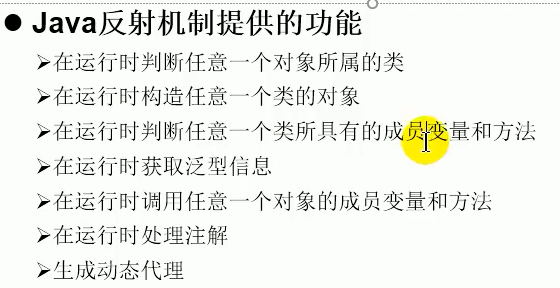 ● Java反射机制提供的功能
➢在运行时判断任意一个对象所属的类
➢在运行时构造任意一个类的对象
➢在运行时判断任意一个类所具有的成员变量和方法
➢在运行时获取泛型信息
➢在运行时调用任意一个对象的成员变量和方法
➢在运行时处理注解
➢生成动态代理